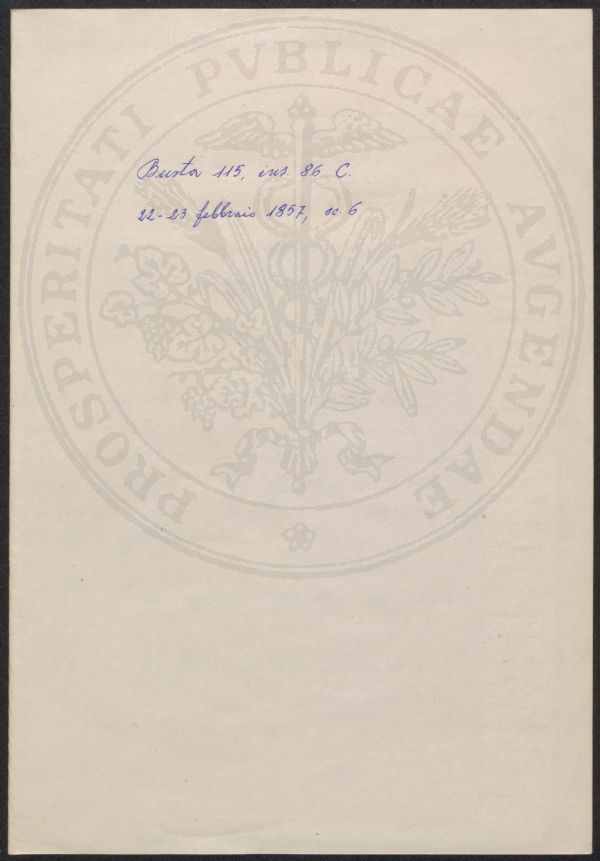 Busta 115, ins. 86 C.
22-23 febbraio 1857, cc. 6
PROSPERITATI PVBLICAE AVGENDAE